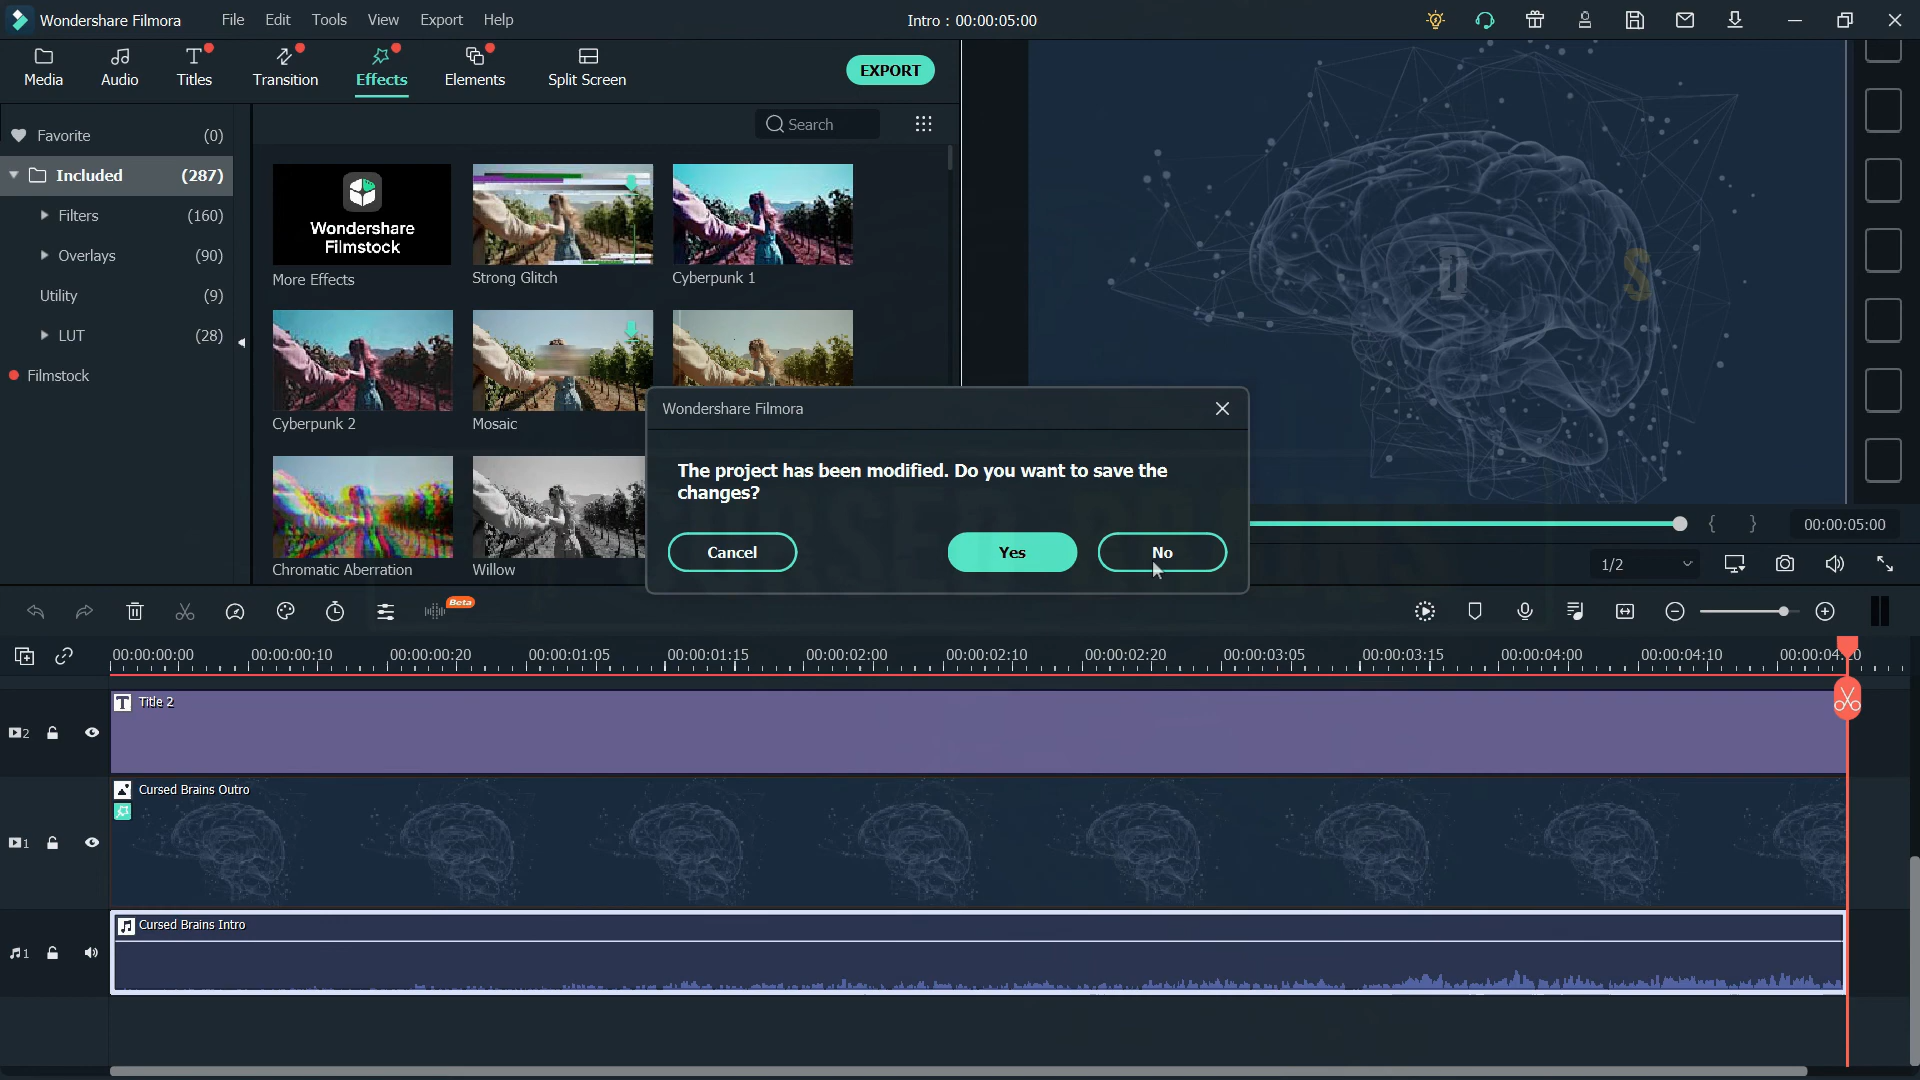 Wondershare Filmora
File Edit Tools View Export Help
Intro : 00:00:05:00
Media Audio Titles Transition Effects Elements Split Screen
EXPORT
Favorite (0)
Included (287)
Filters (160)
Overlays (90)
Utility (9)
LUT (28)
Filmstock
Search
Wondershare
Filmstock
More Effects Strong Glitch Cyberpunk 1
Cyberpunk 2 Mosaic
Chromatic Aberration Willow
D S
Wondershare Filmora
The project has been modified. Do you want to save the
changes?
Cancel Yes No
{ } 00:00:05:00
1/2
Beta
00:00:00:00 00:00:00:10 00:00:00:20 00:00:01:05 00:00:01:15 00:00:02:00 00:00:02:10 00:00:02:20 00:00:03:05 00:00:03:15 00:00:04:00 00:00:04:10
T Title 2
2
Cursed Brains Outro
1
Cursed Brains Intro
1